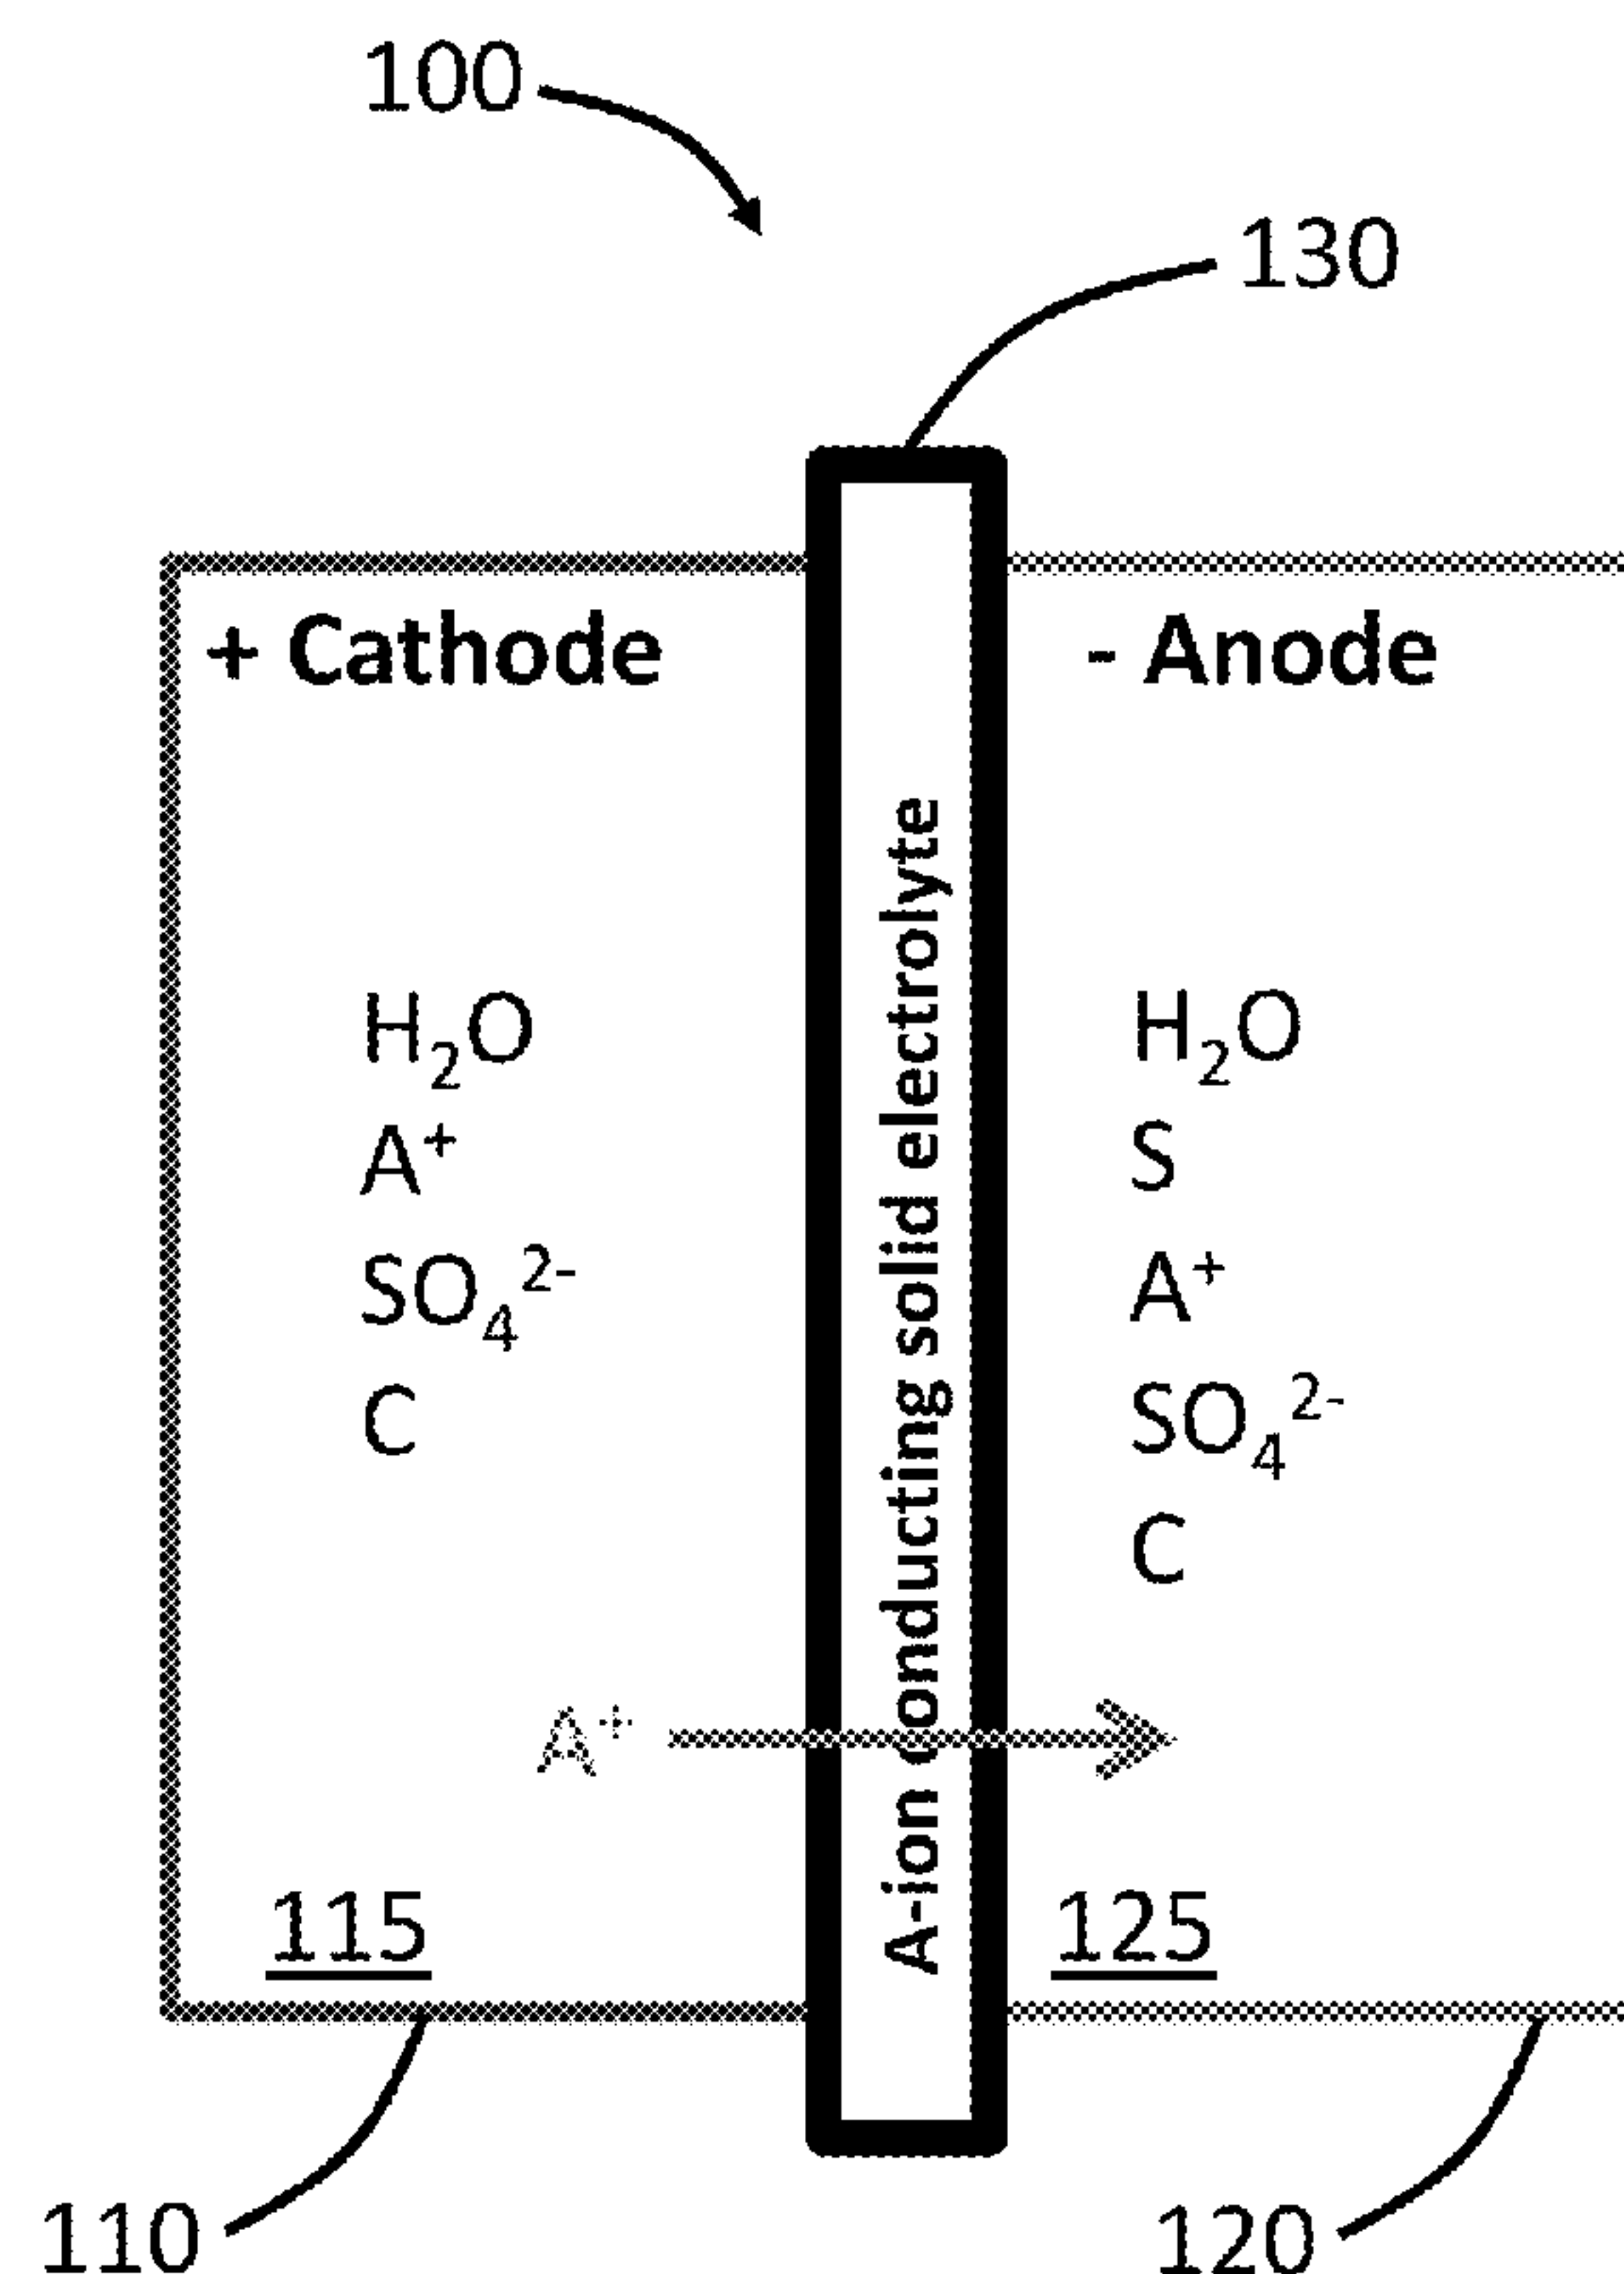 100
130
+ Cathode
- Anode
A-ion conducting solid electrolyte
H₂O
A⁺
SO₄²⁻
C
H₂O
S
A⁺
SO₄²⁻
C
A⁺
115
125
110
120